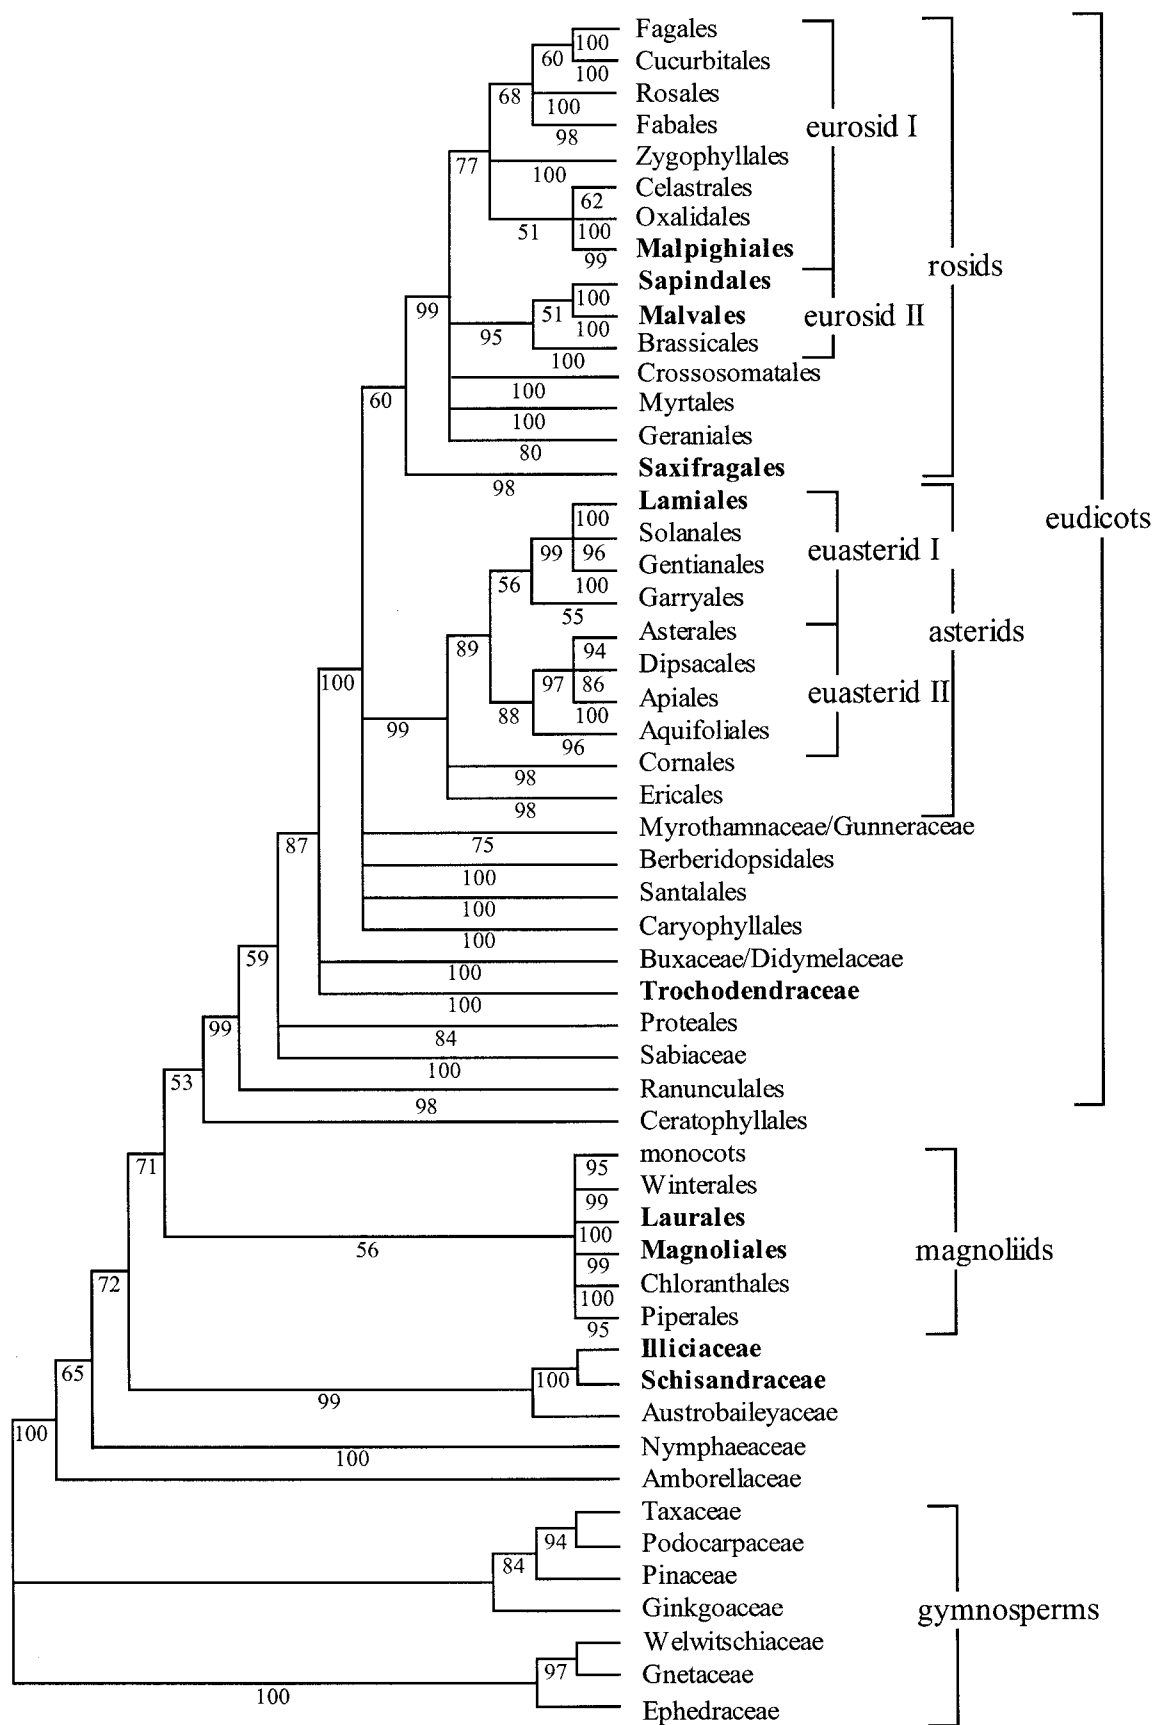 Fagales
100
60
Cucurbitales
100
68
Rosales
100
Fabales
98
eurosid I
77
Zygophyllales
100
Celastrales
62
Oxalidales
51
100
Malpighiales
99
rosids
Sapindales
99
100
51
Malvales
eurosid II
95
100
Brassicales
100
Crossosomatales
100
60
Myrtales
100
Geraniales
80
Saxifragales
98
Lamiales
100
eudicots
Solanales
99
96
euasterid I
Gentianales
56
100
Garryales
55
Asterales
asterids
89
94
Dipsacales
100
97
86
euasterid II
Apiales
88
100
99
Aquifoliales
96
Cornales
98
Ericales
98
Myrothamnaceae/Gunneraceae
87
75
Berberidopsidales
100
Santalales
100
Caryophyllales
100
59
Buxaceae/Didymelaceae
100
Trochodendraceae
100
99
Proteales
84
Sabiaceae
100
53
Ranunculales
98
Ceratophyllales
monocots
71
95
Winterales
99
Laurales
100
56
Magnoliales
magnoliids
99
72
Chloranthales
100
Piperales
95
Illiciaceae
65
100
Schisandraceae
99
Austrobaileyaceae
100
Nymphaeaceae
100
Amborellaceae
Taxaceae
94
Podocarpaceae
84
Pinaceae
Ginkgoaceae
gymnosperms
Welwitschiaceae
97
Gnetaceae
100
Ephedraceae